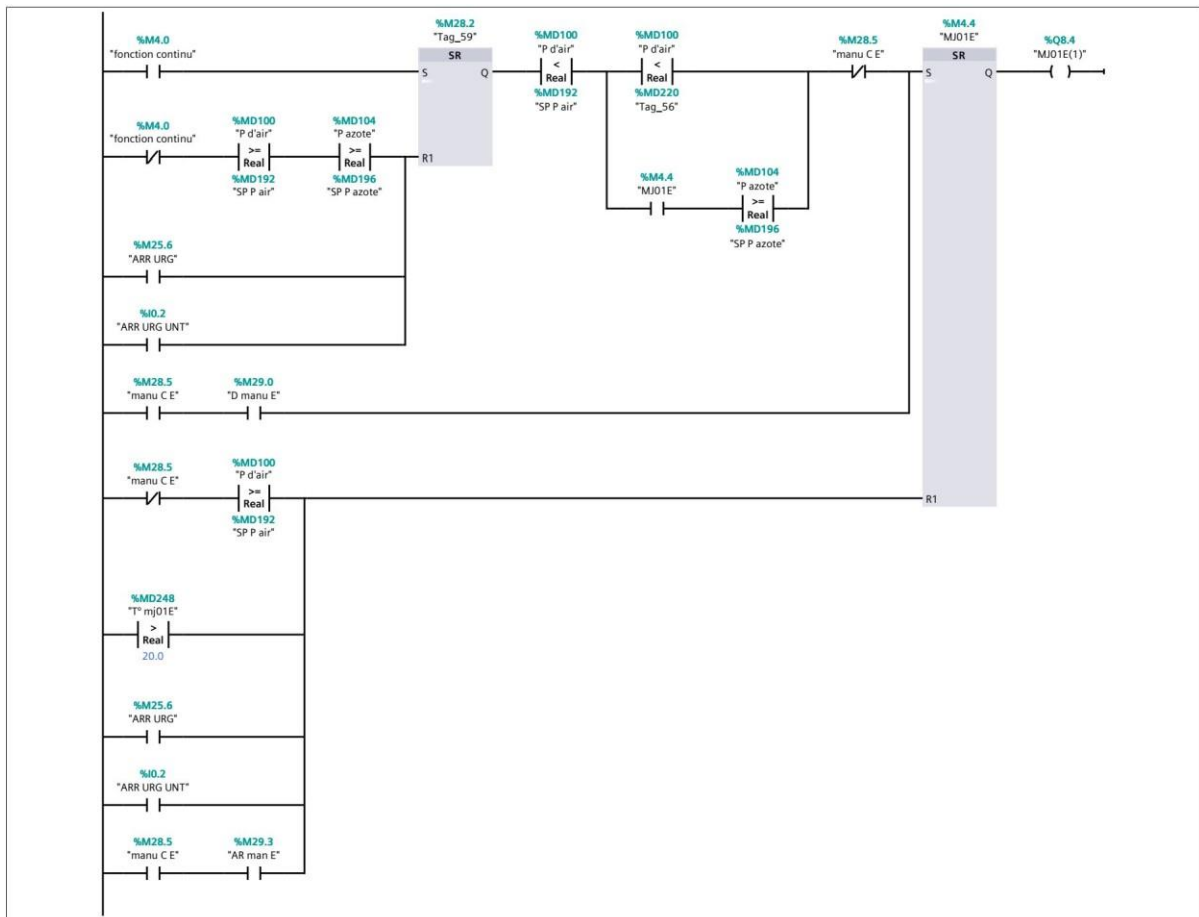 %M4.0
"fonction continu"
%M28.2
"Tag_59"
SR
S
Q
R1
%MD100
"P d'air"
<
Real
%MD192
"SP P air"
%MD100
"P d'air"
<
Real
%MD220
"Tag_56"
%M28.5
"manu C E"
%M4.4
"MJ01E"
SR
S
Q
R1
%Q8.4
"MJ01E(1)"
%M4.0
"fonction continu"
%MD100
"P d'air"
>=
Real
%MD192
"SP P air"
%MD104
"P azote"
>=
Real
%MD196
"SP P azote"
%M4.4
"MJ01E"
%MD104
"P azote"
>=
Real
%MD196
"SP P azote"
%M25.6
"ARR URG"
%I0.2
"ARR URG UNT"
%M28.5
"manu C E"
%M29.0
"D manu E"
%M28.5
"manu C E"
%MD100
"P d'air"
>=
Real
%MD192
"SP P air"
%MD248
"T° mj01E"
>
Real
20.0
%M25.6
"ARR URG"
%I0.2
"ARR URG UNT"
%M28.5
"manu C E"
%M29.3
"AR man E"